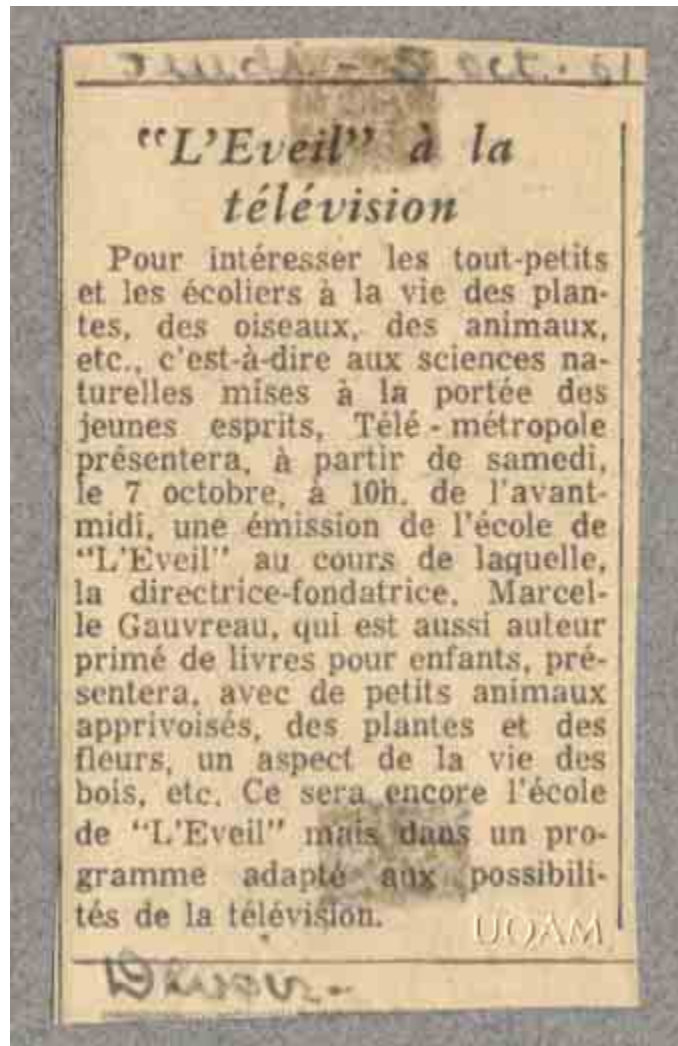 "L'Eveil" à la
télévision
Pour intéresser les tout-petits
et les écoliers à la vie des plan-
tes, des oiseaux, des animaux,
etc., c'est-à-dire aux sciences na-
turelles mises à la portée des
jeunes esprits, Télé-métropole
présentera, à partir de samedi,
le 7 octobre, à 10h. de l'avant-
midi, une émission de l'école de
"L'Eveil" au cours de laquelle,
la directrice-fondatrice, Marcel-
le Gauvreau, qui est aussi auteur
primé de livres pour enfants, pré-
sentera, avec de petits animaux
apprivoisés, des plantes et des
fleurs, un aspect de la vie des
bois, etc. Ce sera encore l'école
de "L'Eveil" mais dans un pro-
gramme adapté aux possibili-
tés de la télévision.
UQAM